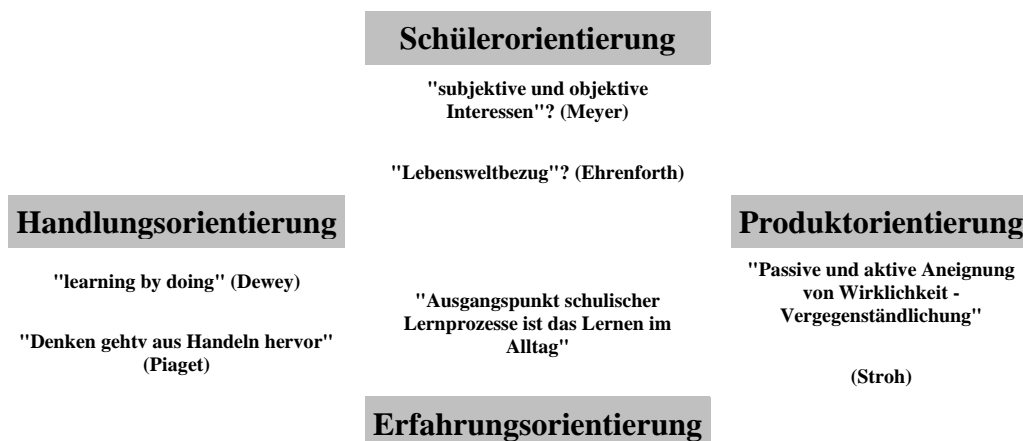 Schülerorientierung
"subjektive und objektive
Interessen"? (Meyer)
"Lebensweltbezug"? (Ehrenforth)
Handlungsorientierung
"learning by doing" (Dewey)
"Denken gehtv aus Handeln hervor"
(Piaget)
"Ausgangspunkt schulischer
Lernprozesse ist das Lernen im
Alltag"
Produktorientierung
"Passive und aktive Aneignung
von Wirklichkeit -
Vergegenständlichung"
(Stroh)
Erfahrungsorientierung